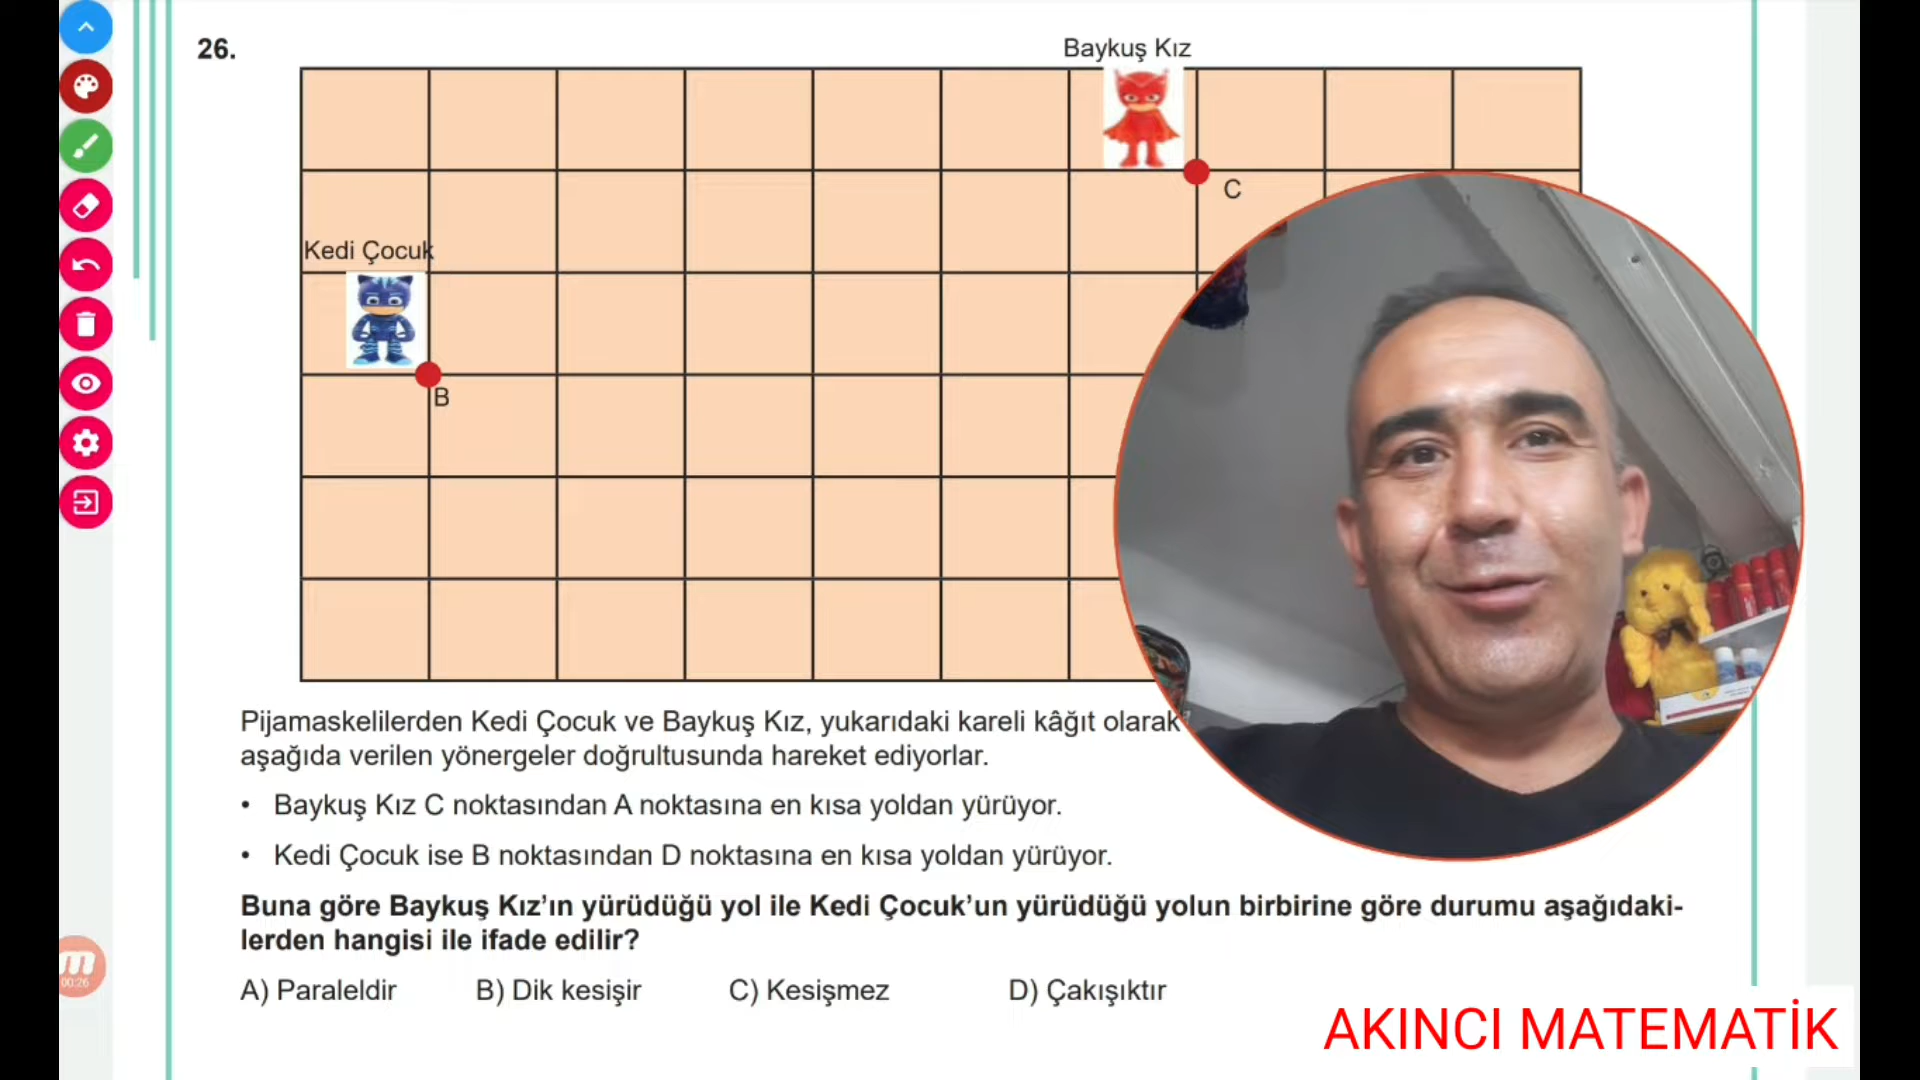 26.
Baykuş Kız
C
Kedi Çocuk
B
Pijamaskelilerden Kedi Çocuk ve Baykuş Kız, yukarıdaki kareli kâğıt olarak
aşağıda verilen yönergeler doğrultusunda hareket ediyorlar.
• Baykuş Kız C noktasından A noktasına en kısa yoldan yürüyor.
• Kedi Çocuk ise B noktasından D noktasına en kısa yoldan yürüyor.
Buna göre Baykuş Kız’ın yürüdüğü yol ile Kedi Çocuk’un yürüdüğü yolun birbirine göre durumu aşağıdaki-
lerden hangisi ile ifade edilir?
A) Paraleldir B) Dik kesişir C) Kesişmez D) Çakışıktır
00:26
AKINCI MATEMATİK